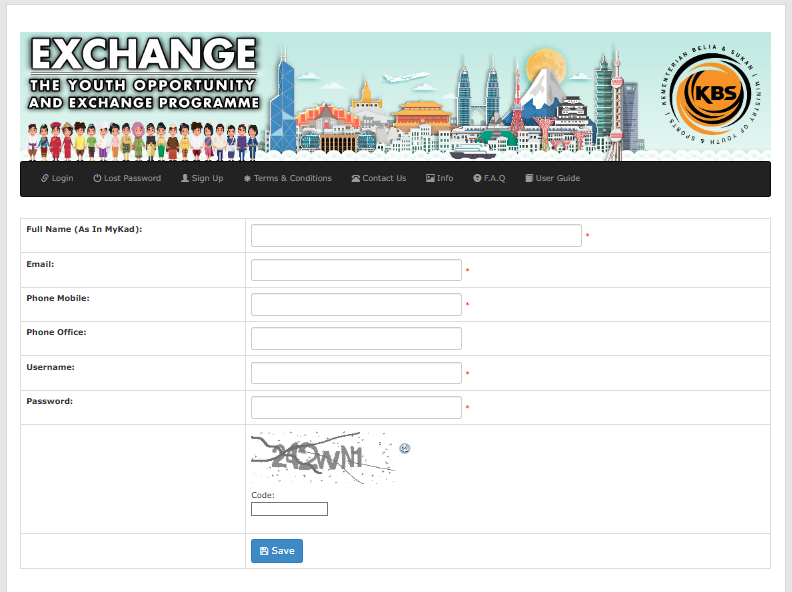 EXCHANGE
THE YOUTH OPPORTUNITY
AND EXCHANGE PROGRAMME
KEMENTERIAN BELIA & SUKAN | MINISTRY OF YOUTH & SPORTS |
KBS
Login Lost Password Sign Up Terms & Conditions Contact Us Info F.A.Q User Guide
Full Name (As In MyKad): *
Email: *
Phone Mobile: *
Phone Office:
Username: *
Password: *
Code:
Save